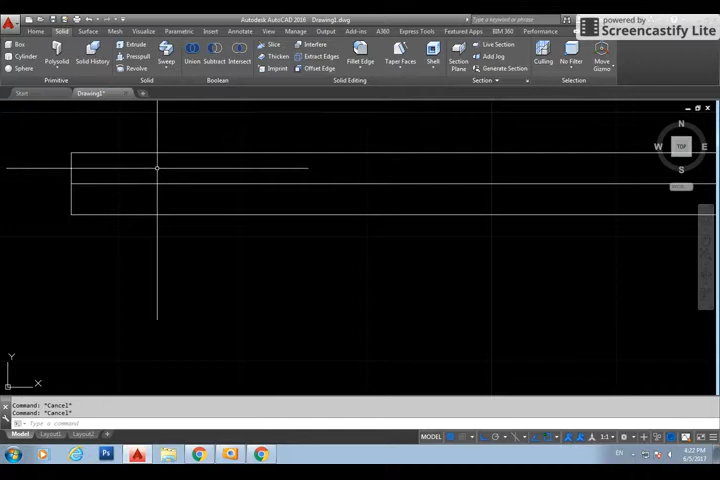 Autodesk AutoCAD 2016 Drawing1.dwg
Type a keyword or phrase
powered by
Screencastify Lite
Home Solid Surface Mesh Visualize Parametric Insert Annotate View Manage Output Add-ins A360 Express Tools Featured Apps BIM 360 Performance
Box Extrude Slice Interfere Live Section
Cylinder Presspull Thicken Extract Edges Add Jog
Sphere Revolve Imprint Offset Edge Generate Section
Polysolid Solid History Sweep Union Subtract Intersect Fillet Edge Taper Faces Shell Section Plane Culling No Filter Move Gizmo
Primitive Solid Boolean Solid Editing Section Selection
Start Drawing1*
N
W TOP E
S
Y
X
Command: *Cancel*
Command: *Cancel*
Type a command
Model Layout1 Layout2 +
MODEL 1:1
Ps
EN
4:22 PM
6/5/2017